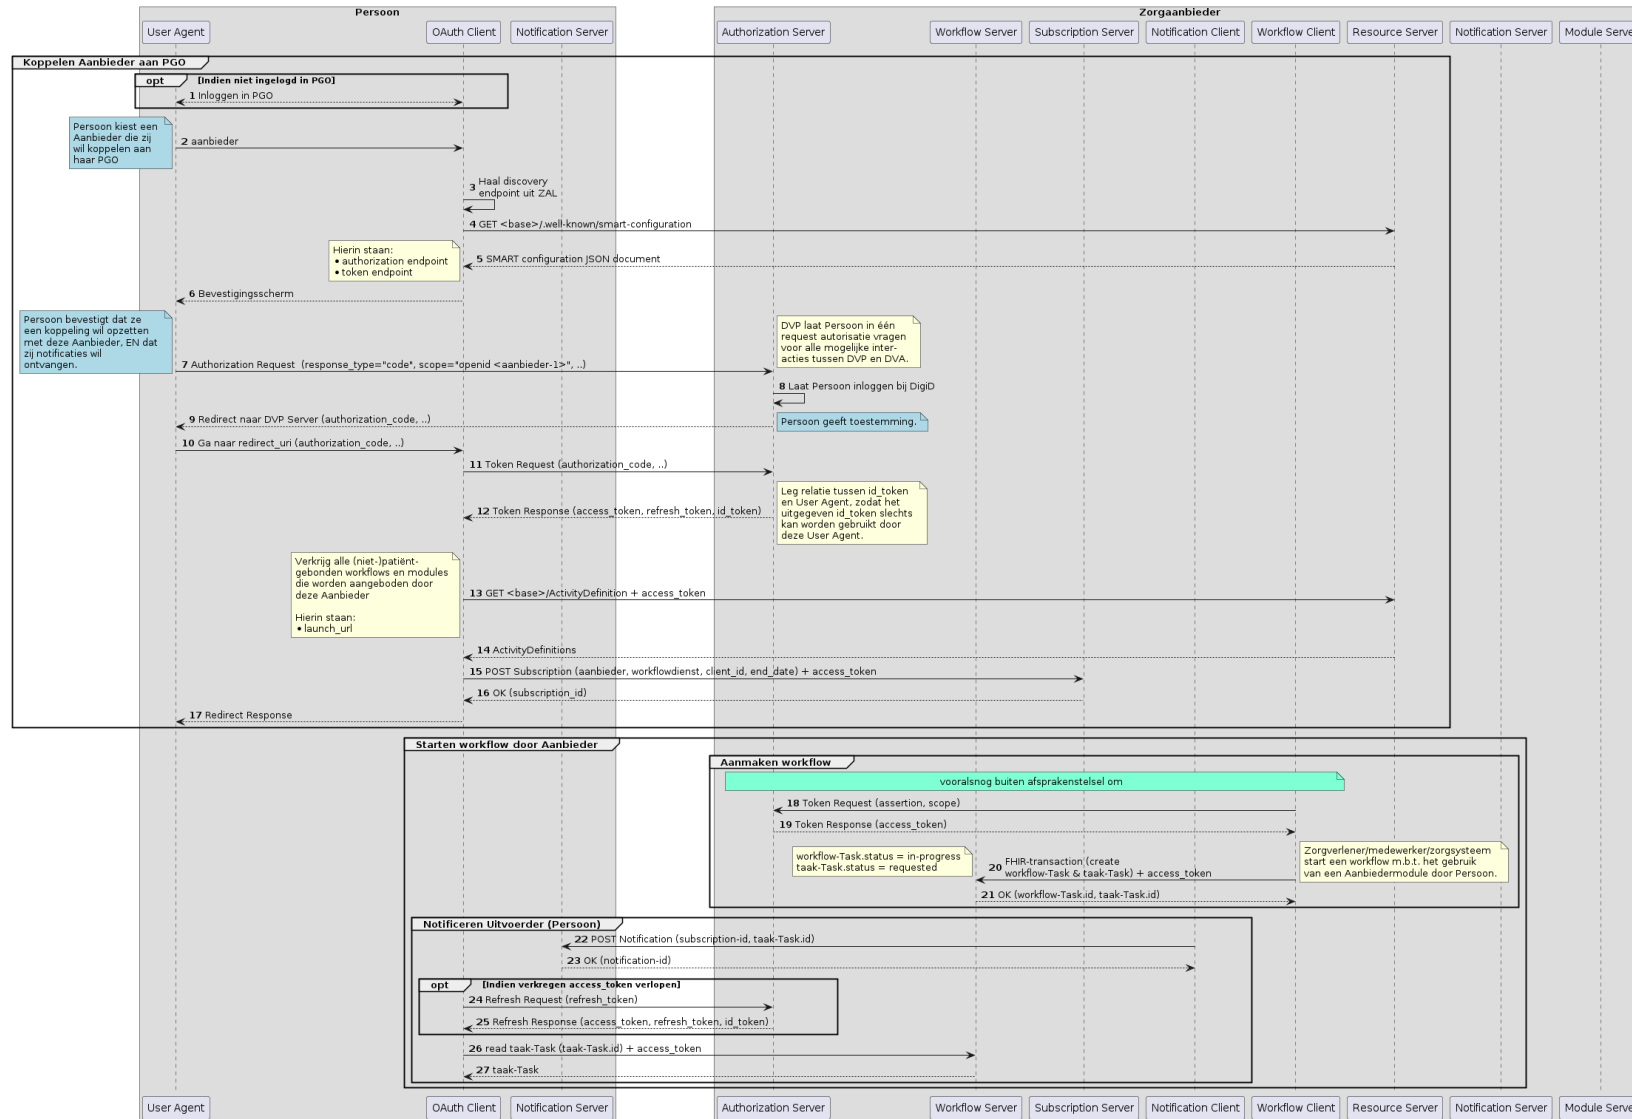 Persoon
Zorgaanbieder
User Agent
OAuth Client
Notification Server
Authorization Server
Workflow Server
Subscription Server
Notification Client
Workflow Client
Resource Server
Notification Server
Koppelen Aanbieder aan PGO
opt
[Indien niet ingelogd in PGO]
1 Inloggen in PGO
Persoon kiest een
Aanbieder die zij
wil koppelen aan
haar PGO
2 aanbieder
3 Haal discovery
endpoint uit ZAL
4 GET <base>/.well-known/smart-configuration
Hierin staan:
• authorization endpoint
• token endpoint
5 SMART configuration JSON document
6 Bevestigingsscherm
Persoon bevestigt dat ze
een koppeling wil opzetten
met deze Aanbieder, EN dat
zij notificaties wil
ontvangen.
DVP laat Persoon in één
request autorisatie vragen
voor alle mogelijke inter-
acties tussen DVP en DVA.
7 Authorization Request (response_type="code", scope="openid <aanbieder-1>", ..)
8 Laat Persoon inloggen bij DigiD
9 Redirect naar DVP Server (authorization_code, ..)
Persoon geeft toestemming.
10 Ga naar redirect_uri (authorization_code, ..)
11 Token Request (authorization_code, ..)
Leg relatie tussen id_token
en User Agent, zodat het
uitgegeven id_token slechts
kan worden gebruikt door
deze User Agent.
12 Token Response (access_token, refresh_token, id_token)
Verkrijg alle (niet-)patiënt-
gebonden workflows en modules
die worden aangeboden door
deze Aanbieder
Hierin staan:
• launch_url
13 GET <base>/ActivityDefinition + access_token
14 ActivityDefinitions
15 POST Subscription (aanbieder, workflowdienst, client_id, end_date) + access_token
16 OK (subscription_id)
17 Redirect Response
Starten workflow door Aanbieder
Aanmaken workflow
vooralsnog buiten afsprakenstelsel om
18 Token Request (assertion, scope)
19 Token Response (access_token)
workflow-Task.status = in-progress
taak-Task.status = requested
20 FHIR-transaction (create
workflow-Task & taak-Task) + access_token
Zorgverlener/medewerker/zorgsysteem
start een workflow m.b.t. het gebruik
van een Aanbiedermodule door Persoon.
21 OK (workflow-Task.id, taak-Task.id)
Notificeren Uitvoerder (Persoon)
22 POST Notification (subscription-id, taak-Task.id)
23 OK (notification-id)
opt
[Indien verkregen access_token verlopen]
24 Refresh Request (refresh_token)
25 Refresh Response (access_token, refresh_token, id_token)
26 read taak-Task (taak-Task.id) + access_token
27 taak-Task
User Agent
OAuth Client
Notification Server
Authorization Server
Workflow Server
Subscription Server
Notification Client
Workflow Client
Resource Server
Notification Server